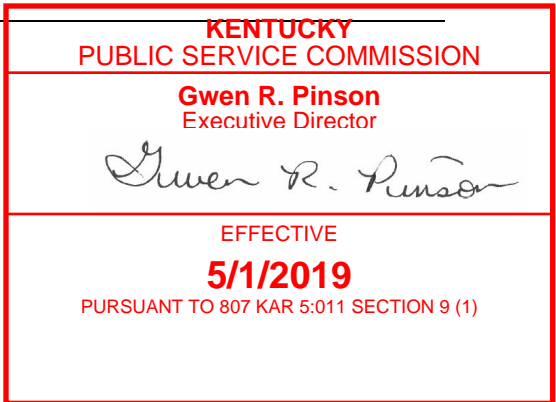 KENTUCKY
PUBLIC SERVICE COMMISSION
Gwen R. Pinson
Executive Director
Gwen R. Pinson
EFFECTIVE
5/1/2019
PURSUANT TO 807 KAR 5:011 SECTION 9 (1)